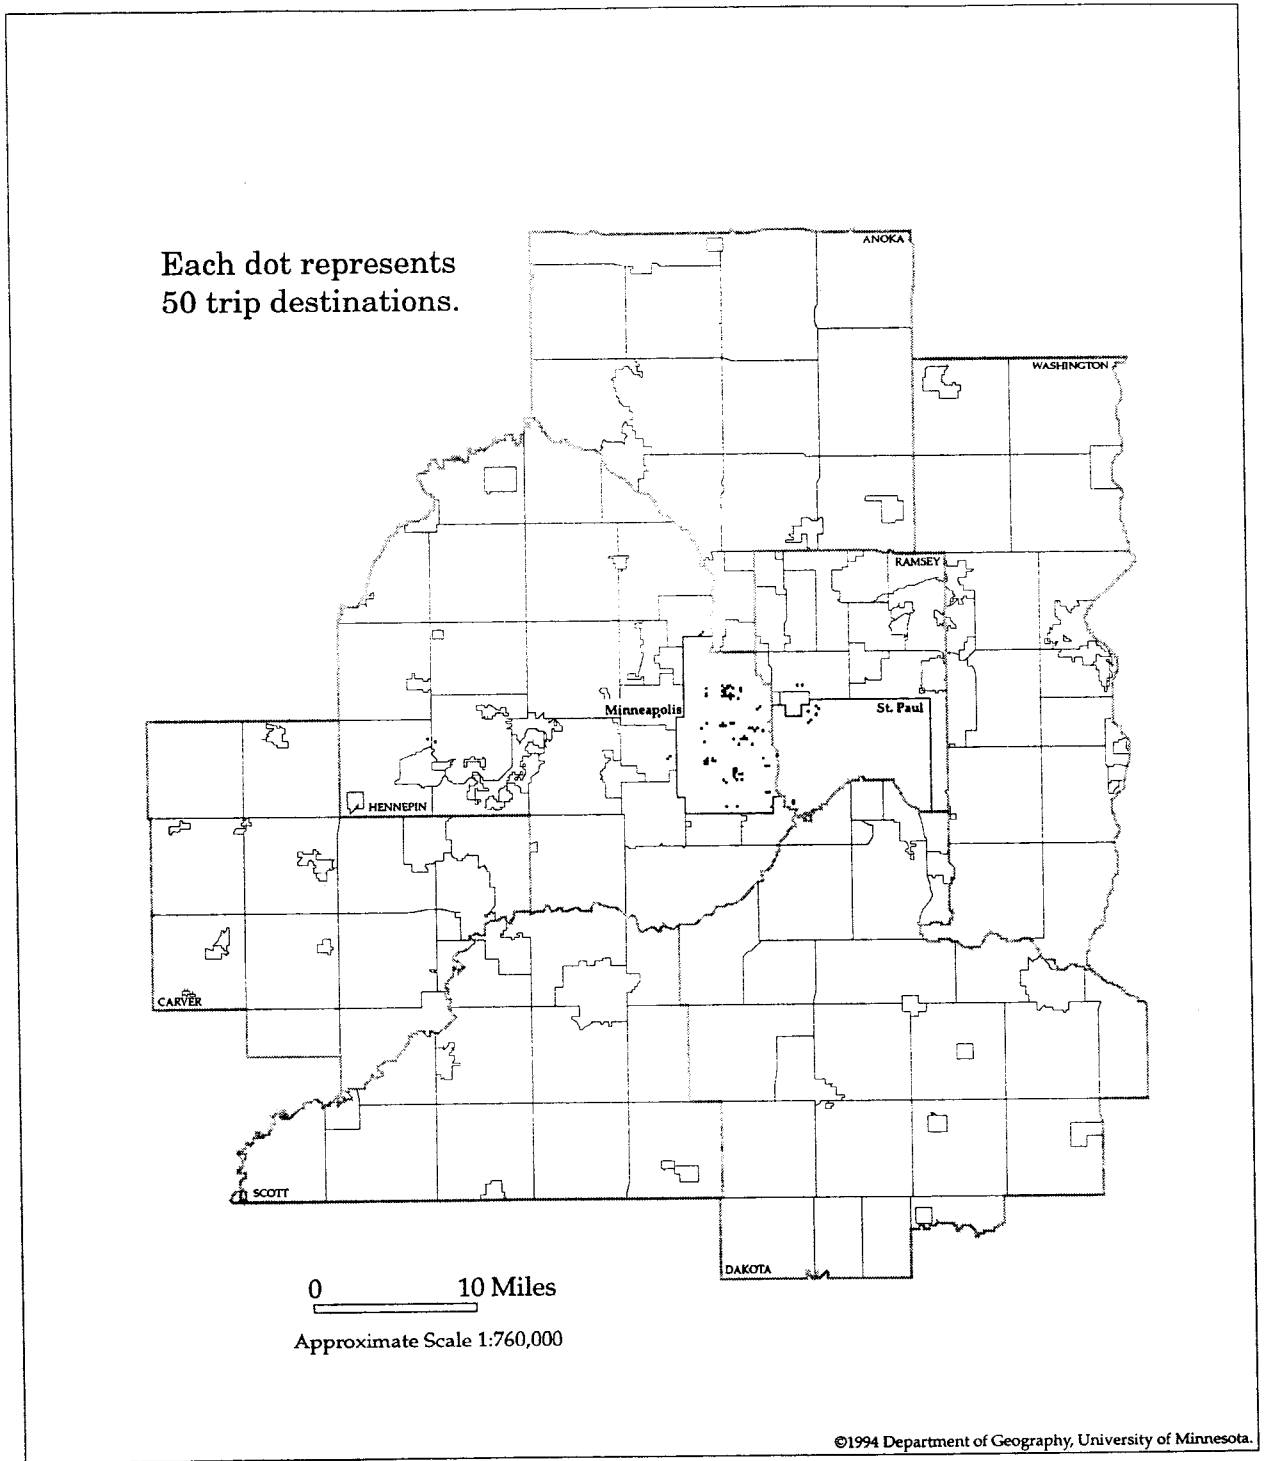 Each dot represents
50 trip destinations.
ANOKA
WASHINGTON
RAMSEY
Minneapolis
St. Paul
HENNEPIN
CARVER
SCOTT
DAKOTA
0 10 Miles
Approximate Scale 1:760,000
©1994 Department of Geography, University of Minnesota.